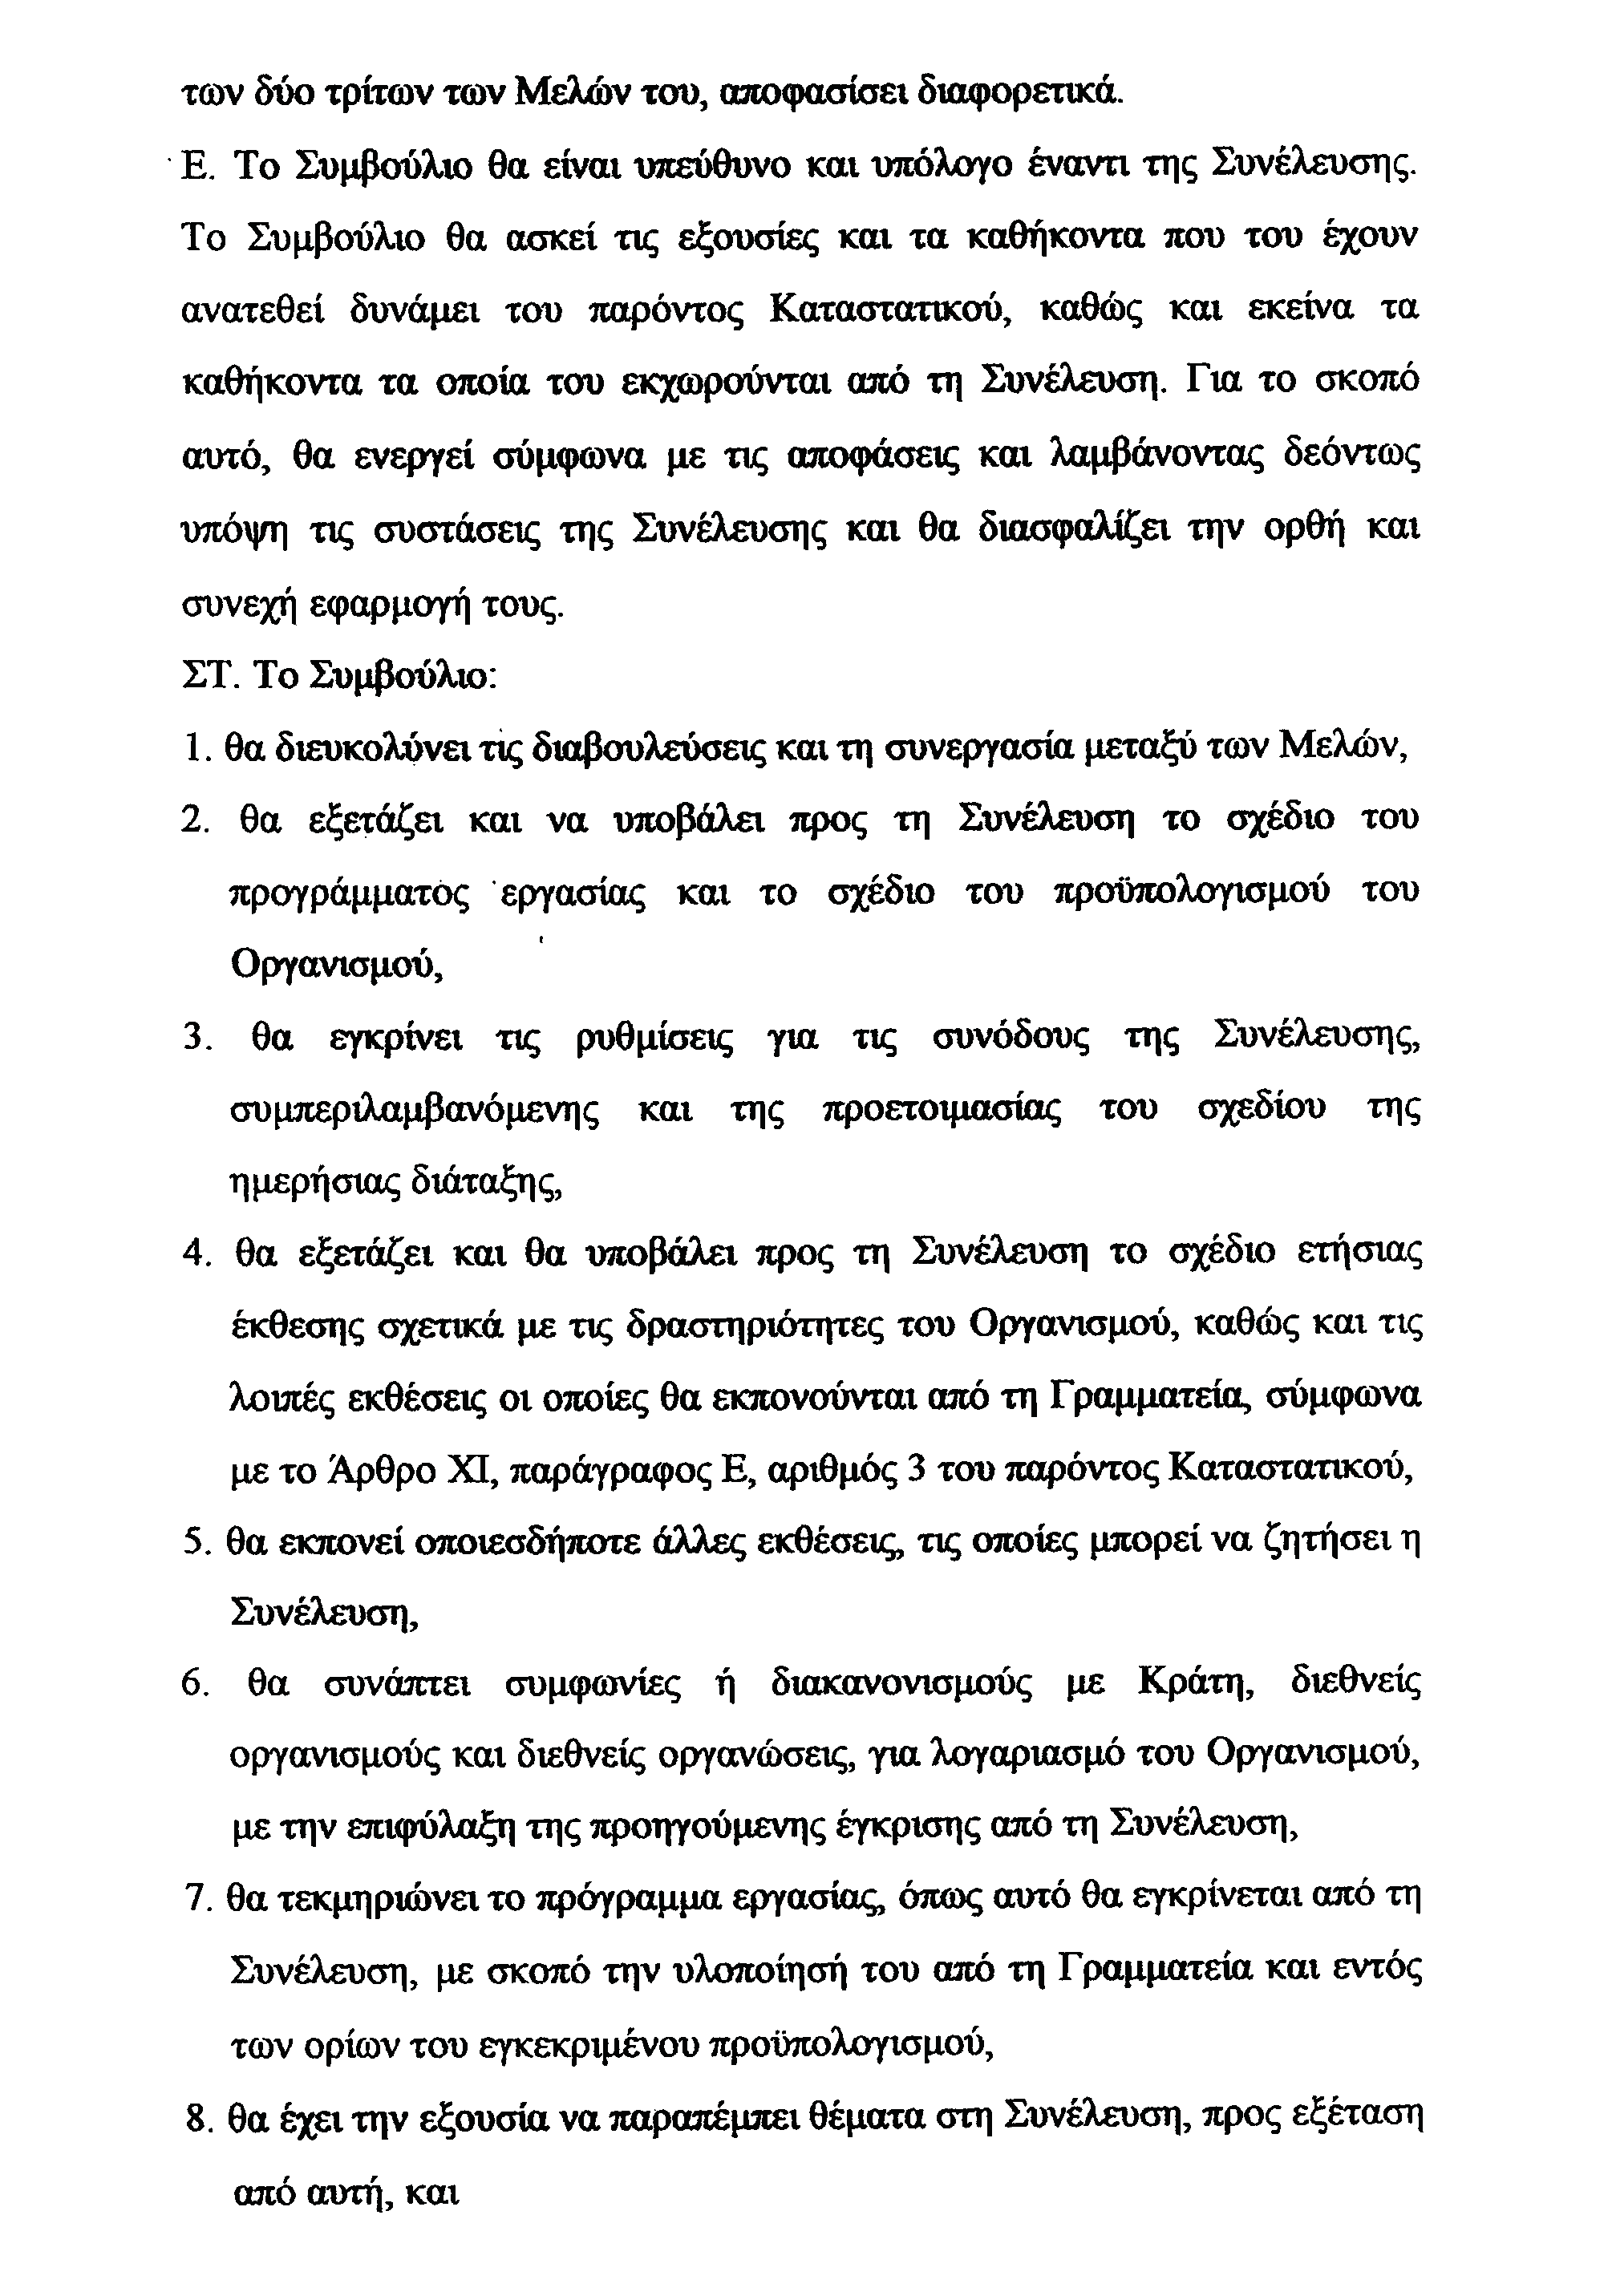 των δύο τρίτων των Μελών του, αποφασίσει διαφορετικά.
Ε. Το Συμβούλιο θα είναι υπεύθυνο και υπόλογο έναντι της Συνέλευσης.
Το Συμβούλιο θα ασκεί τις εξουσίες και τα καθήκοντα που του έχουν
ανατεθεί δυνάμει του παρόντος Καταστατικού, καθώς και εκείνα τα
καθήκοντα τα οποία του εκχωρούνται από τη Συνέλευση. Για το σκοπό
αυτό, θα ενεργεί σύμφωνα με τις αποφάσεις και λαμβάνοντας δεόντως
υπόψη τις συστάσεις της Συνέλευσης και θα διασφαλίζει την ορθή και
συνεχή εφαρμογή τους.
ΣΤ. Το Συμβούλιο:
1. θα διευκολύνει τις διαβουλεύσεις και τη συνεργασία μεταξύ των Μελών,
2. θα εξετάζει και να υποβάλει προς τη Συνέλευση το σχέδιο του
προγράμματος εργασίας και το σχέδιο του προϋπολογισμού του
Οργανισμού,
3. θα εγκρίνει τις ρυθμίσεις για τις συνόδους της Συνέλευσης,
συμπεριλαμβανόμενης και της προετοιμασίας του σχεδίου της
ημερήσιας διάταξης,
4. θα εξετάζει και θα υποβάλει προς τη Συνέλευση το σχέδιο ετήσιας
έκθεσης σχετικά με τις δραστηριότητες του Οργανισμού, καθώς και τις
λοιπές εκθέσεις οι οποίες θα εκπονούνται από τη Γραμματεία, σύμφωνα
με το Άρθρο ΧΙ, παράγραφος Ε, αριθμός 3 του παρόντος Καταστατικού,
5. θα εκπονεί οποιεσδήποτε άλλες εκθέσεις, τις οποίες μπορεί να ζητήσει η
Συνέλευση,
6. θα συνάπτει συμφωνίες ή διακανονισμούς με Κράτη, διεθνείς
οργανισμούς και διεθνείς οργανώσεις, για λογαριασμό του Οργανισμού,
με την επιφύλαξη της προηγούμενης έγκρισης από τη Συνέλευση,
7. θα τεκμηριώνει το πρόγραμμα εργασίας, όπως αυτό θα εγκρίνεται από τη
Συνέλευση, με σκοπό την υλοποίησή του από τη Γραμματεία και εντός
των ορίων του εγκεκριμένου προϋπολογισμού,
8. θα έχει την εξουσία να παραπέμπει θέματα στη Συνέλευση, προς εξέταση
από αυτή, και